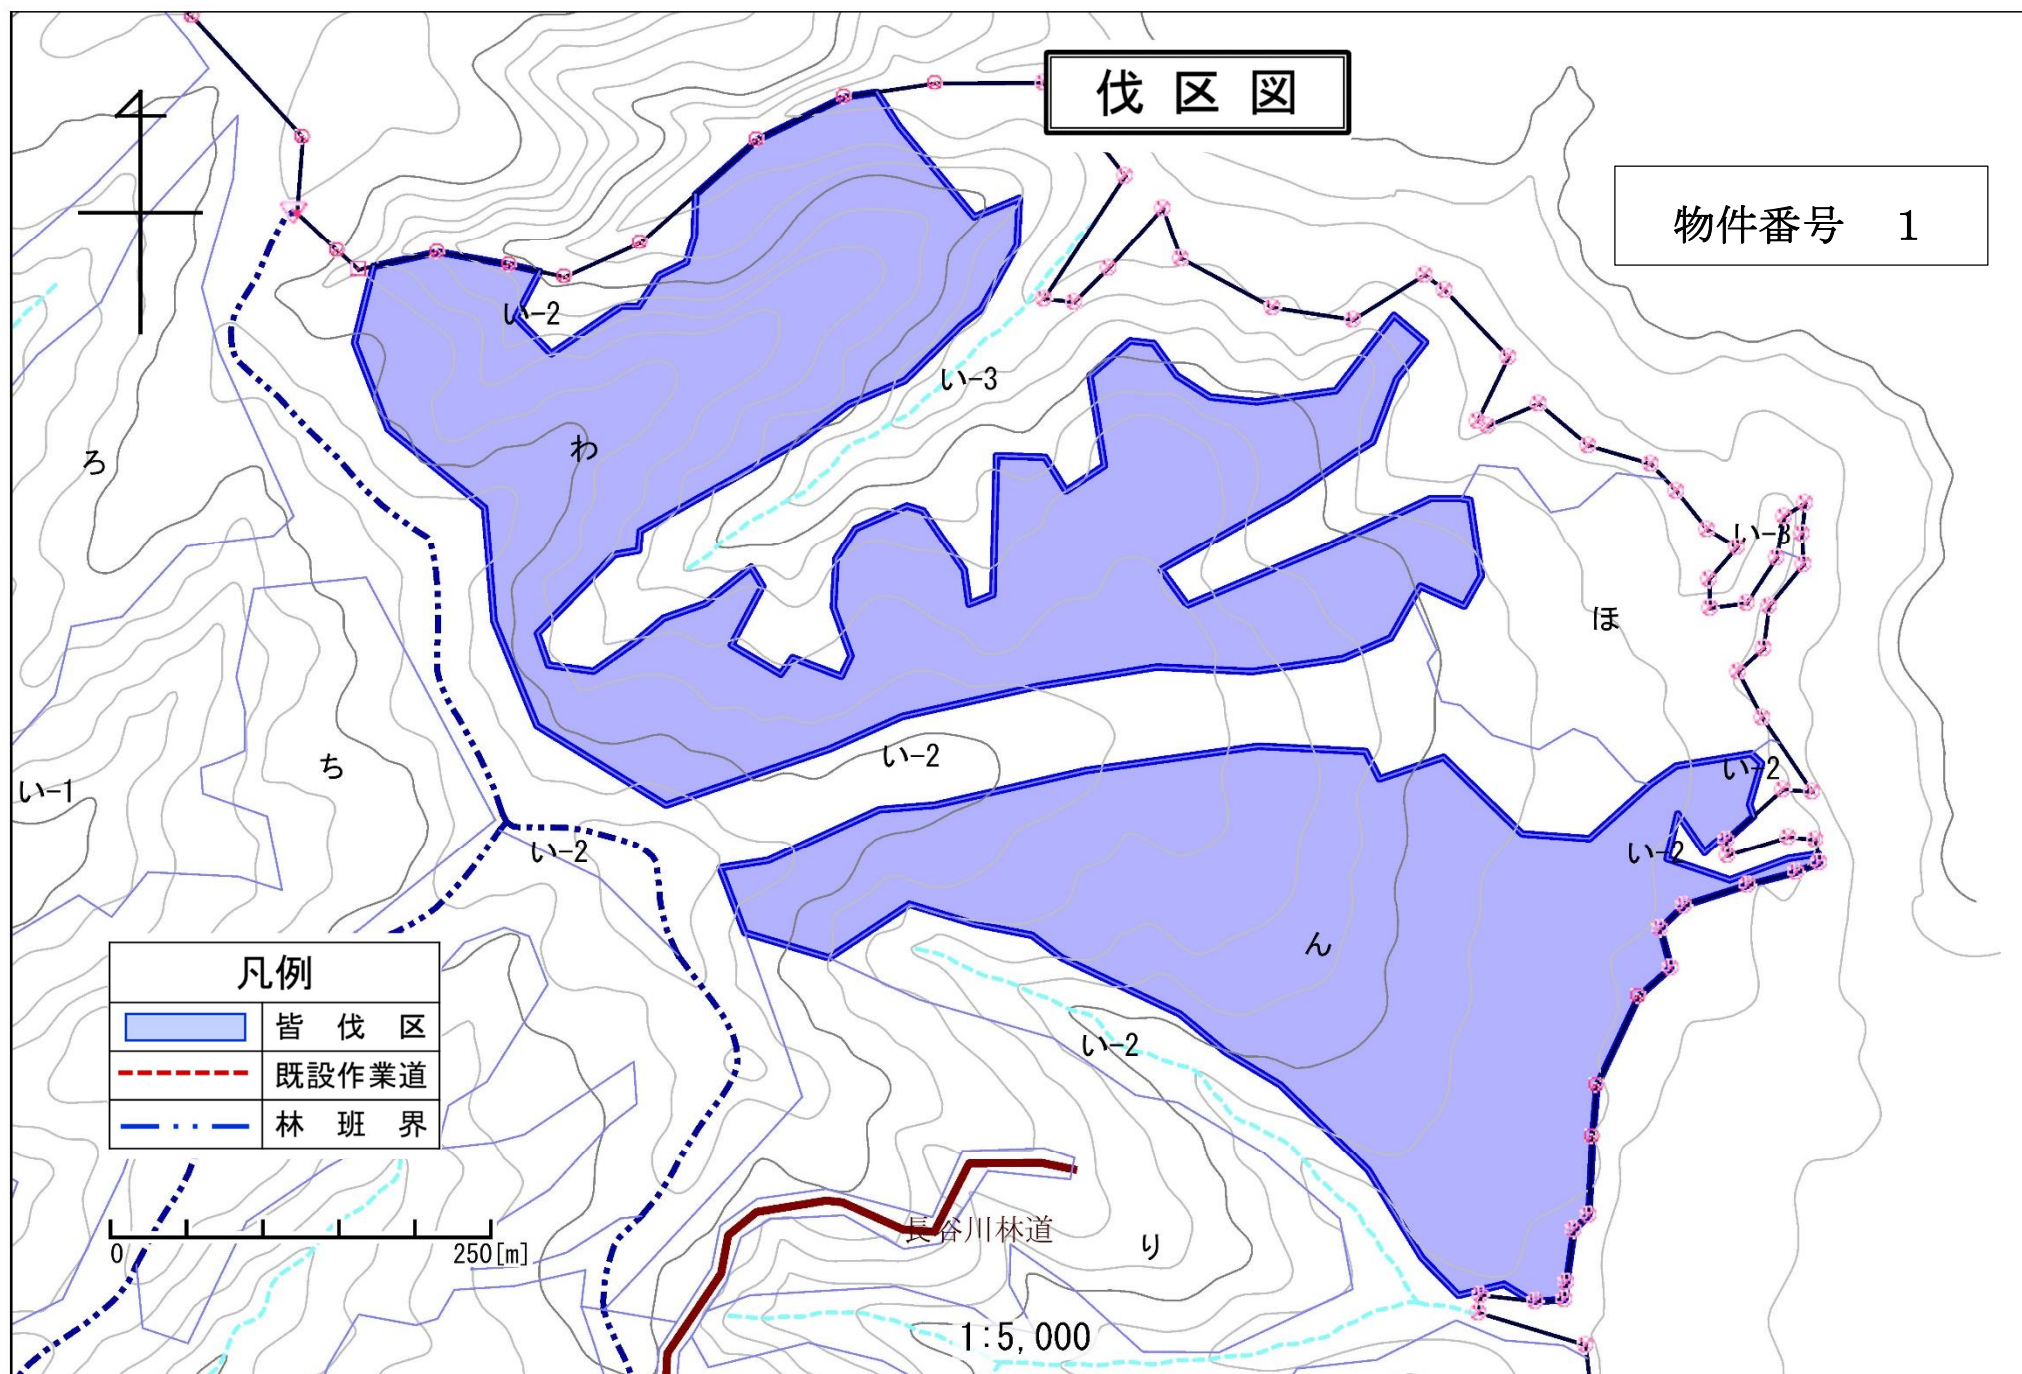 伐区図
物件番号　1
い-2
い-3
わ
ろ
い-3
ほ
ち
い-1
い-2
い-2
い-2
い-2
ん
い-2
凡例
皆 伐 区
既設作業道
林 班 界
0 250[m]
長谷川林道
り
1:5,000